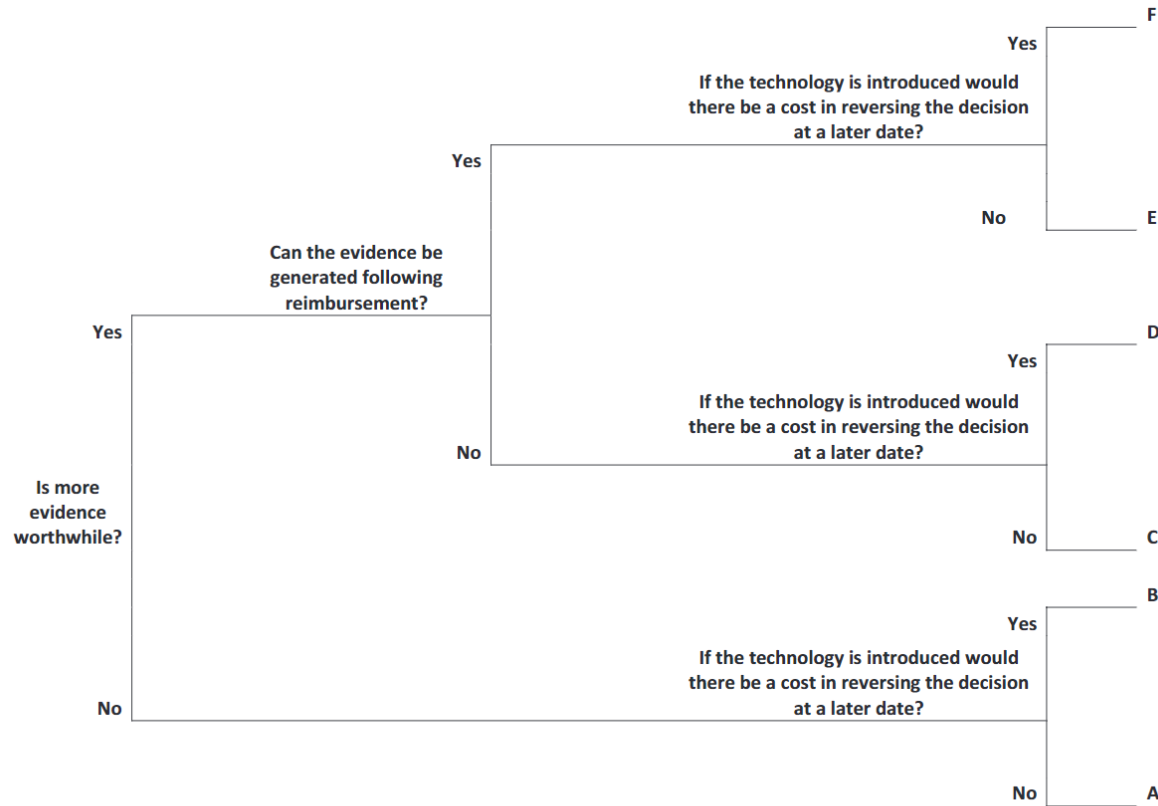 F
Yes
If the technology is introduced would
there be a cost in reversing the decision
at a later date?
Yes
No
E
Can the evidence be
generated following
reimbursement?
Yes
D
Yes
If the technology is introduced would
there be a cost in reversing the decision
at a later date?
No
Is more
evidence
worthwhile?
No
C
B
Yes
If the technology is introduced would
there be a cost in reversing the decision
at a later date?
No
No
A